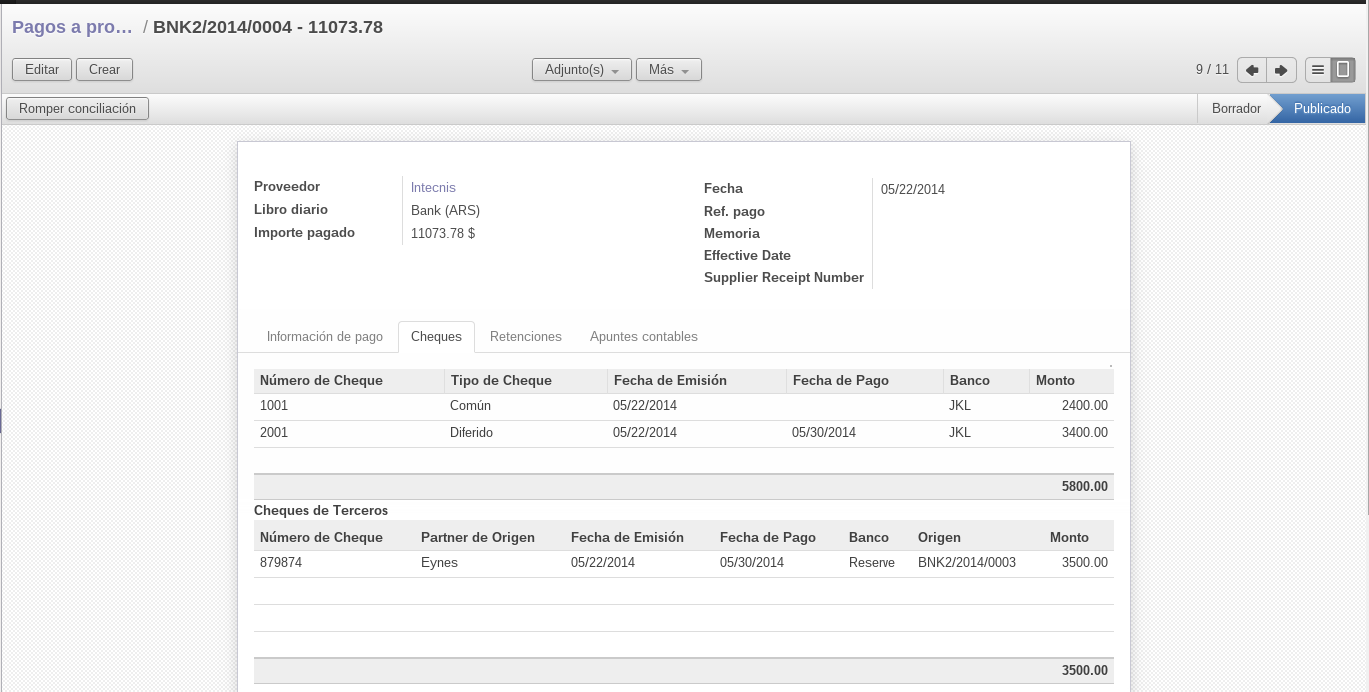 Pagos a pro... / BNK2/2014/0004 - 11073.78
Editar Crear Adjunto(s) Más 9 / 11
Romper conciliación Borrador Publicado
Proveedor Intecnis
Libro diario Bank (ARS)
Importe pagado 11073.78 $
Fecha 05/22/2014
Ref. pago
Memoria
Effective Date
Supplier Receipt Number
Información de pago Cheques Retenciones Apuntes contables
Número de Cheque Tipo de Cheque Fecha de Emisión Fecha de Pago Banco Monto
1001 Común 05/22/2014 JKL 2400.00
2001 Diferido 05/22/2014 05/30/2014 JKL 3400.00
5800.00
Cheques de Terceros
Número de Cheque Partner de Origen Fecha de Emisión Fecha de Pago Banco Origen Monto
879874 Eynes 05/22/2014 05/30/2014 Reserve BNK2/2014/0003 3500.00
3500.00